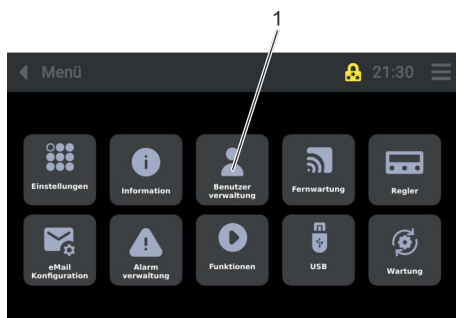 1
Menü
21:30
Einstellungen
Information
Benutzer
verwaltung
Fernwartung
Regler
eMail
Konfiguration
Alarm
verwaltung
Funktionen
USB
Wartung